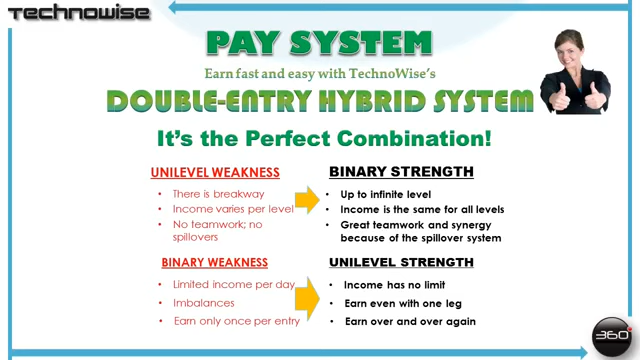 TECHNOWISE
PAY SYSTEM
Earn fast and easy with TechnoWise's
DOUBLE-ENTRY HYBRID SYSTEM
It's the Perfect Combination!
UNILEVEL WEAKNESS
• There is breakway
• Income varies per level
• No teamwork; no
spillovers
BINARY STRENGTH
• Up to infinite level
• Income is the same for all levels
• Great teamwork and synergy
because of the spillover system
BINARY WEAKNESS
• Limited income per day
• Imbalances
• Earn only once per entry
UNILEVEL STRENGTH
• Income has no limit
• Earn even with one leg
• Earn over and over again
360°